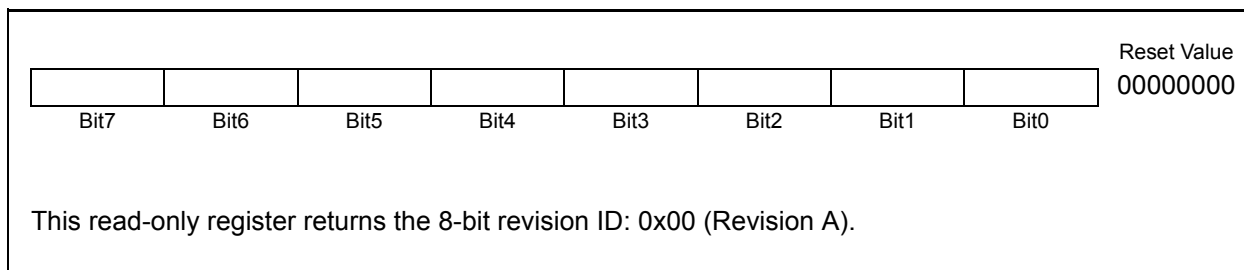 Reset Value
00000000
Bit7 Bit6 Bit5 Bit4 Bit3 Bit2 Bit1 Bit0
This read-only register returns the 8-bit revision ID: 0x00 (Revision A).